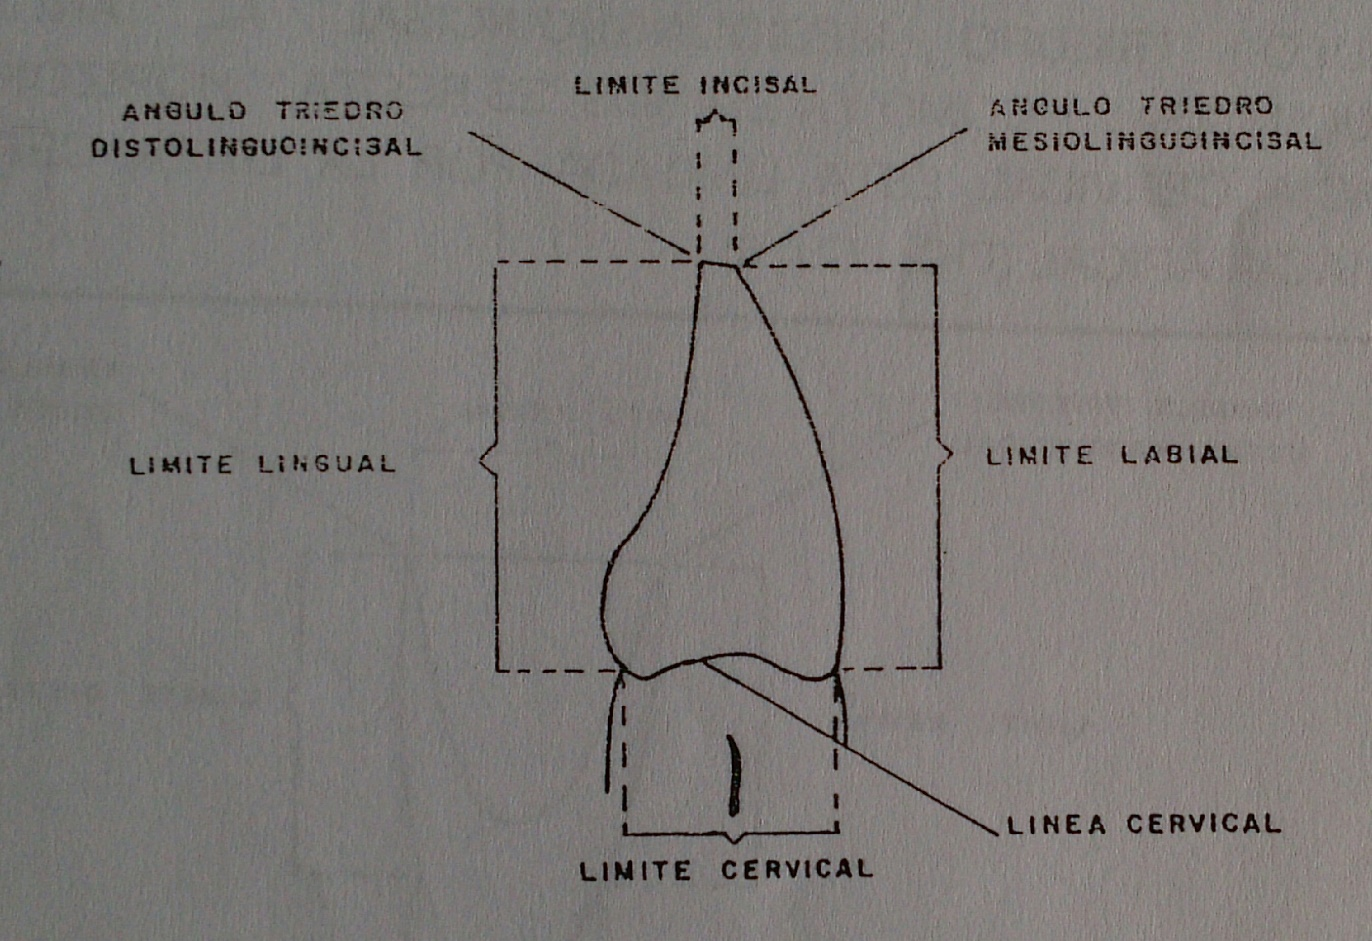 LIMITE INCISAL
ANGULO TRIEDRO
DISTOLINGUOINCISAL
ANGULO TRIEDRO
MESIOLINGUOINCISAL
LIMITE LINGUAL
LIMITE LABIAL
LINEA CERVICAL
LIMITE CERVICAL